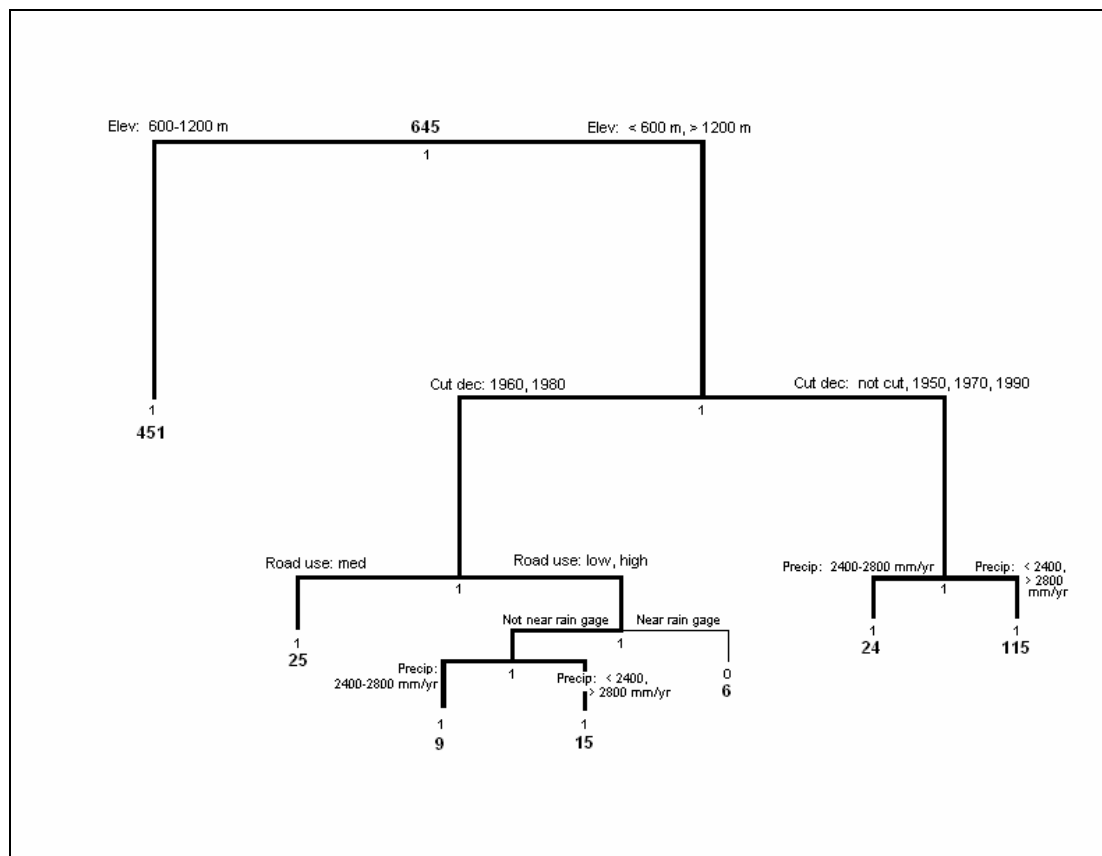 Elev: 600-1200 m
645
Elev: < 600 m, > 1200 m
1
Cut dec: 1960, 1980
Cut dec: not cut, 1950, 1970, 1990
1
451
1
Road use: med
Road use: low, high
1
Precip: 2400-2800 mm/yr
Precip: < 2400,
> 2800
mm/yr
1
Not near rain gage
Near rain gage
1
25
1
1
24
1
115
Precip:
2400-2800 mm/yr
1
Precip: < 2400,
> 2800 mm/yr
0
6
1
9
1
15